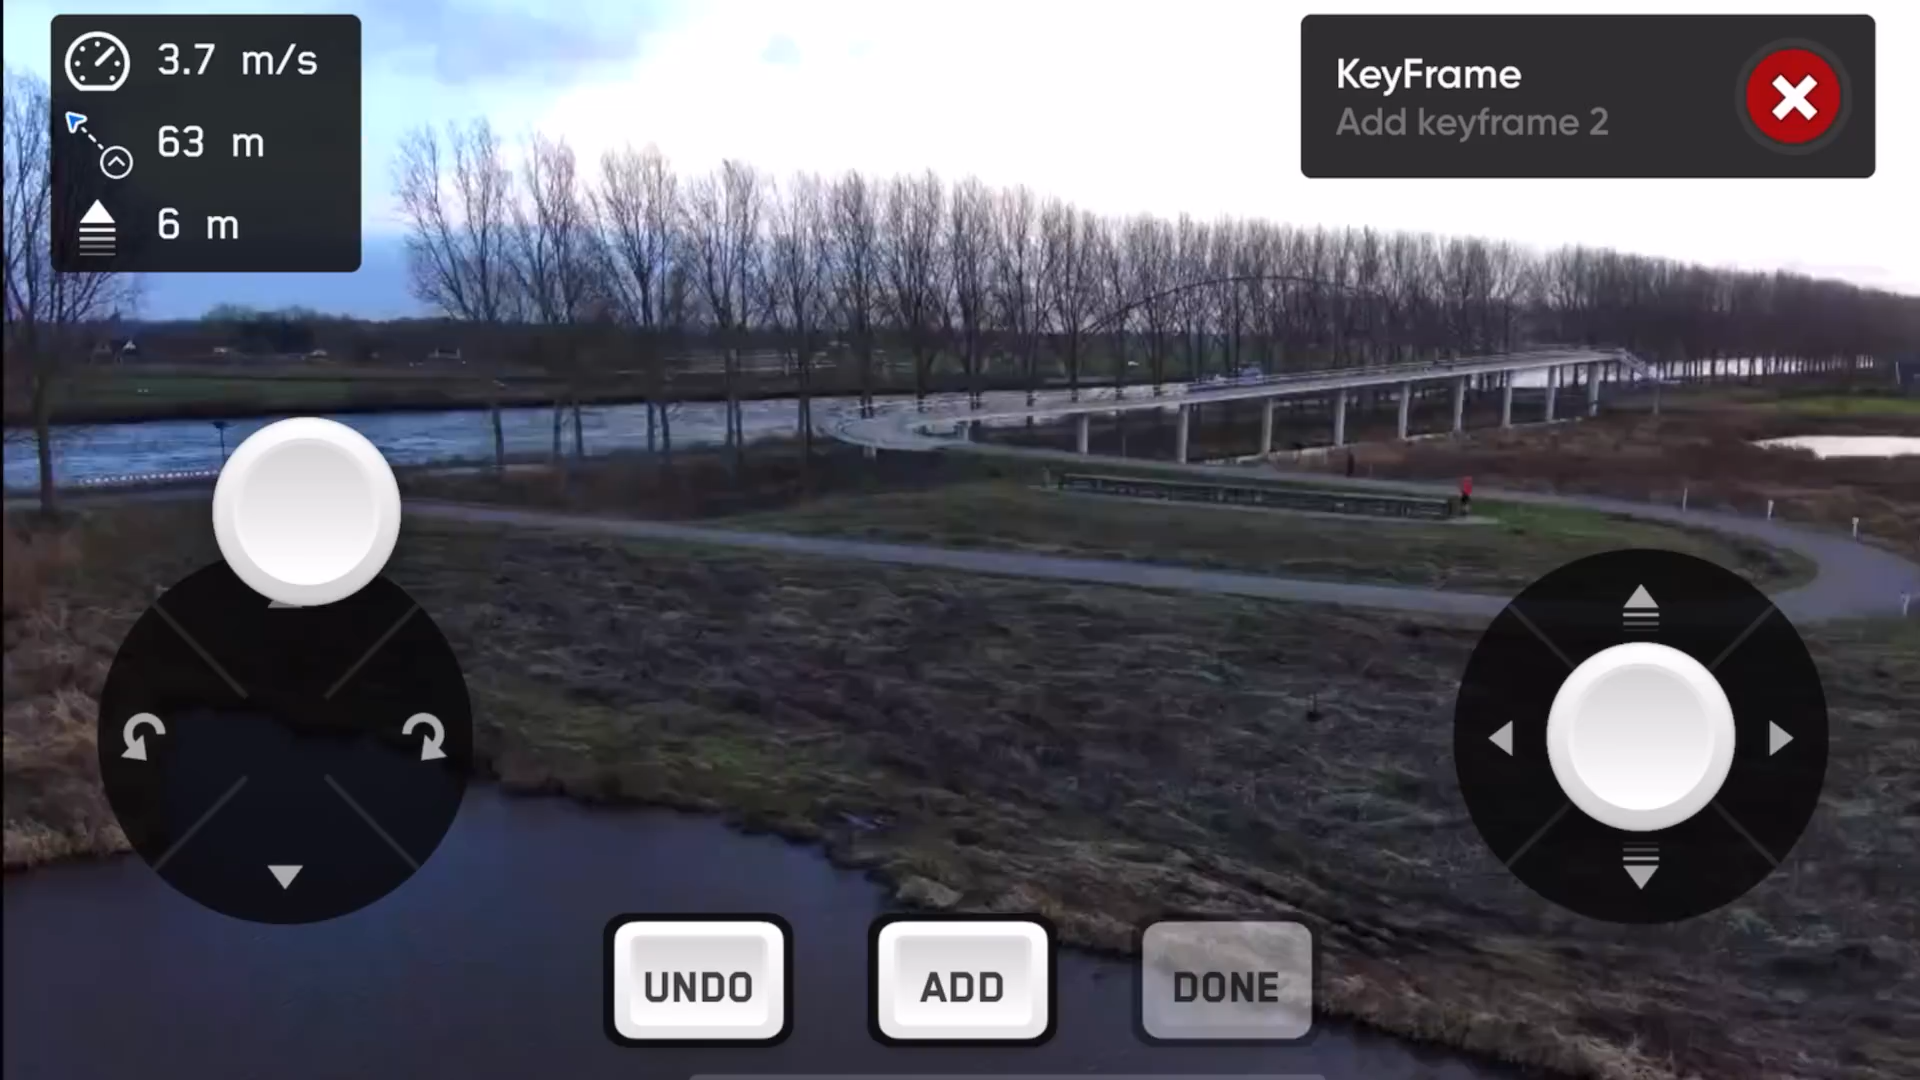 3.7 m/s
63 m
6 m
KeyFrame
Add keyframe 2
UNDO
ADD
DONE